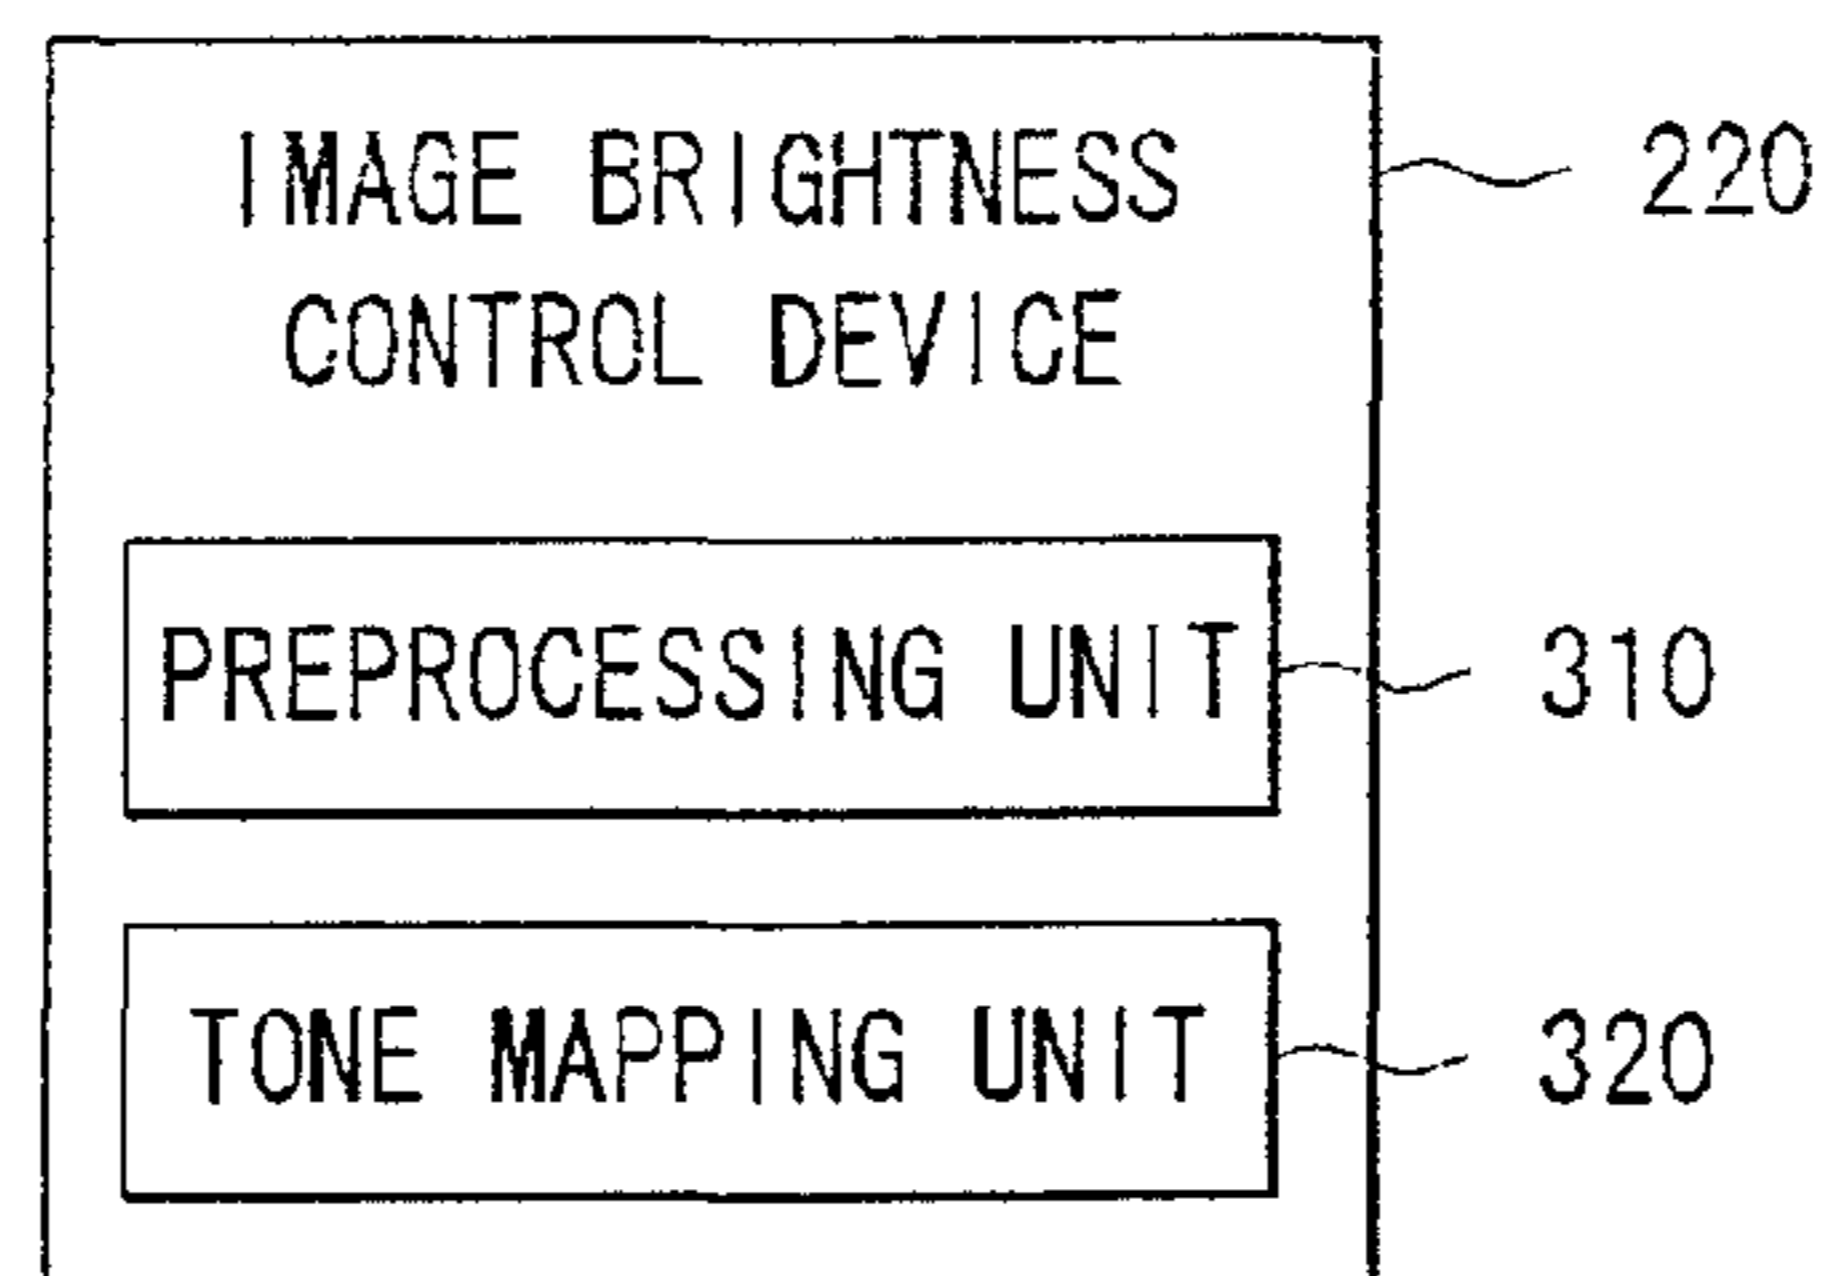 IMAGE BRIGHTNESS
CONTROL DEVICE
220
PREPROCESSING UNIT
310
TONE MAPPING UNIT
320